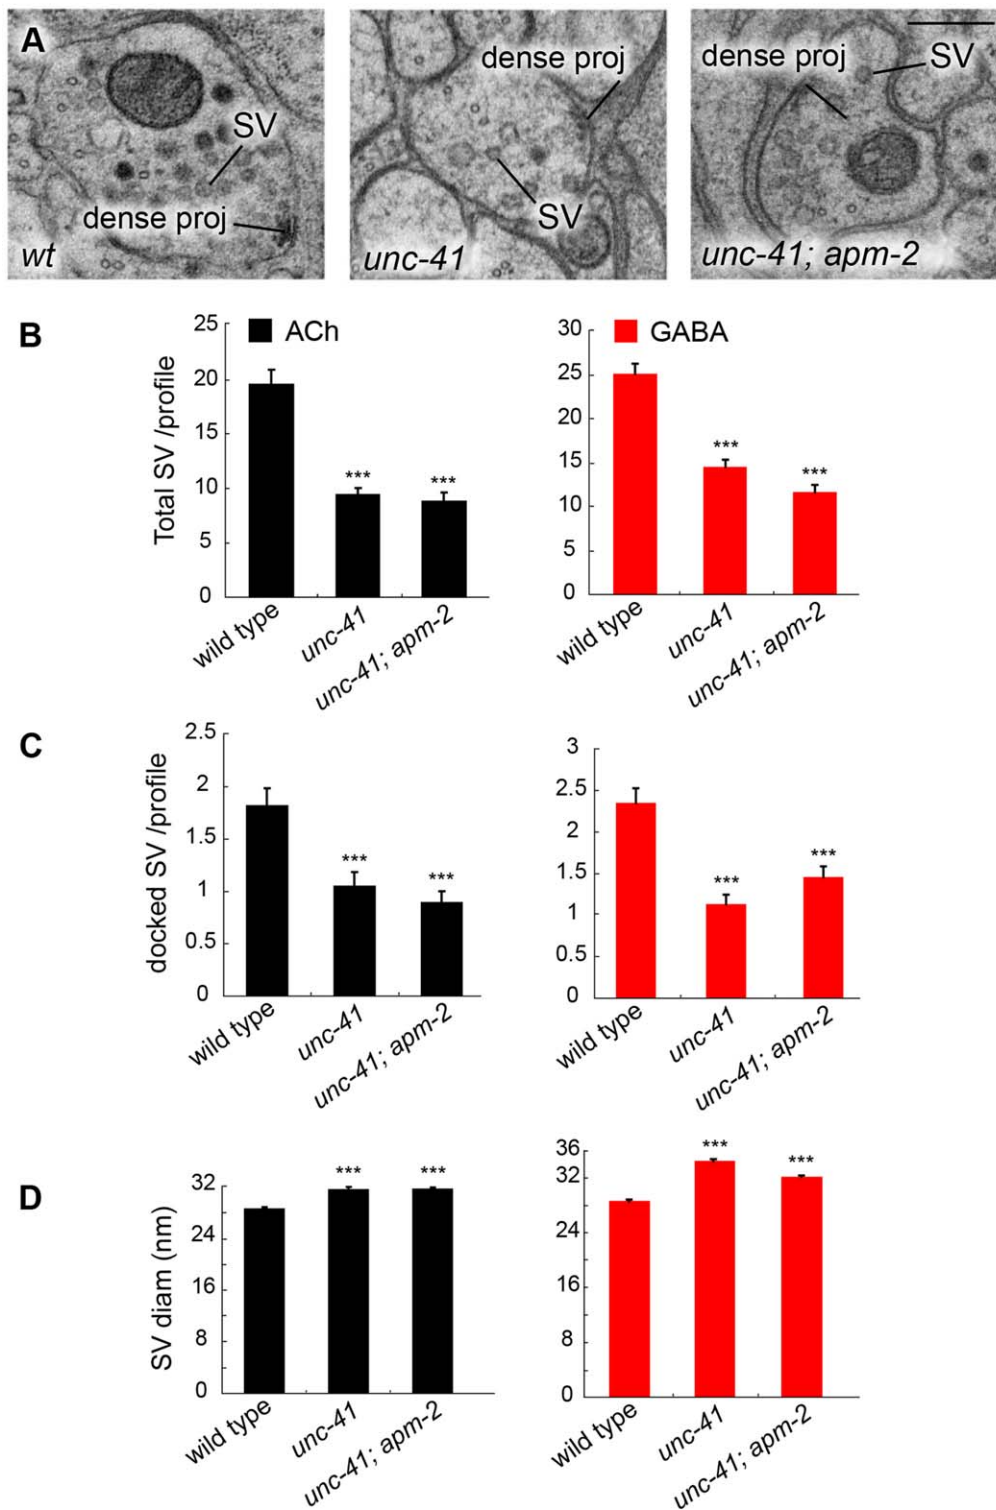 A
SV
dense proj
wt
dense proj
SV
unc-41
dense proj
SV
unc-41; apm-2
B
Total SV /profile
25
20
15
10
5
0
ACh
***
***
wild type
unc-41
unc-41; apm-2
30
25
20
15
10
5
0
GABA
***
***
wild type
unc-41
unc-41; apm-2
C
docked SV /profile
2.5
2
1.5
1
0.5
0
***
***
wild type
unc-41
unc-41; apm-2
3
2.5
2
1.5
1
0.5
0
***
***
wild type
unc-41
unc-41; apm-2
D
SV diam (nm)
32
24
16
8
0
***
***
wild type
unc-41
unc-41; apm-2
36
32
24
16
8
0
***
***
wild type
unc-41
unc-41; apm-2